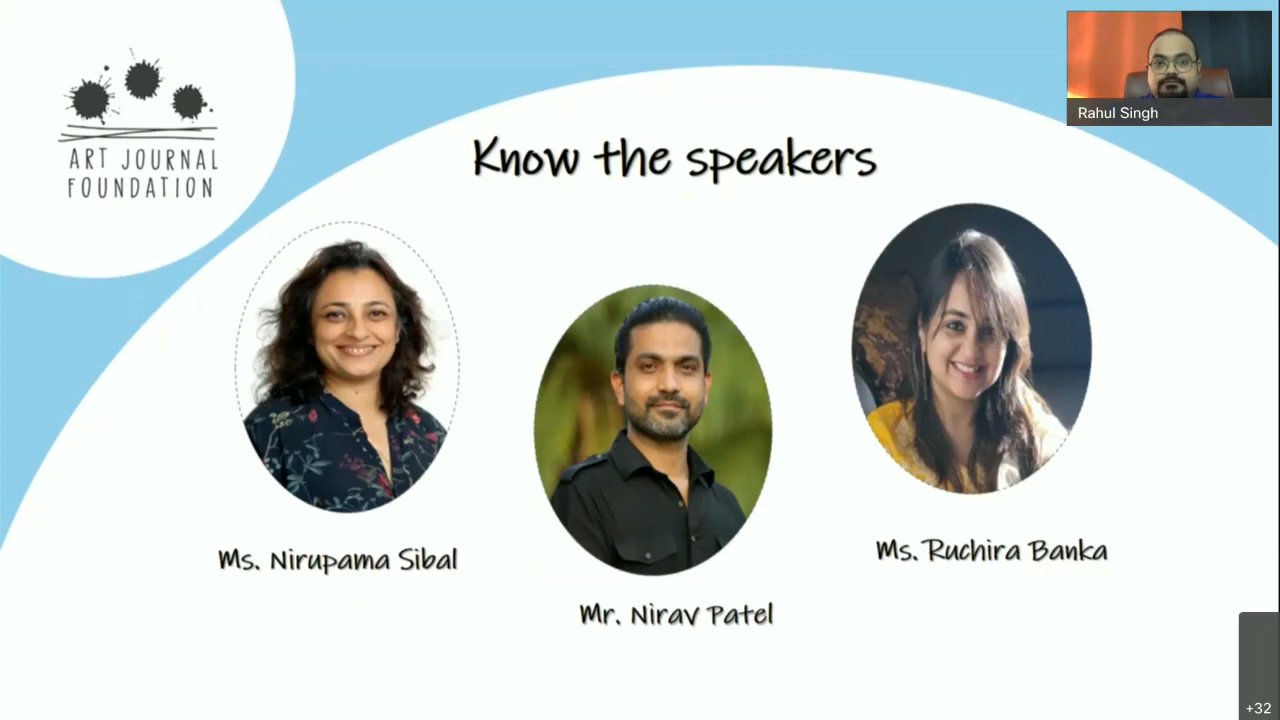 ART JOURNAL
FOUNDATION
Rahul Singh
Know the speakers
Ms. Nirupama Sibal
Mr. Nirav Patel
Ms. Ruchira Banka
+32